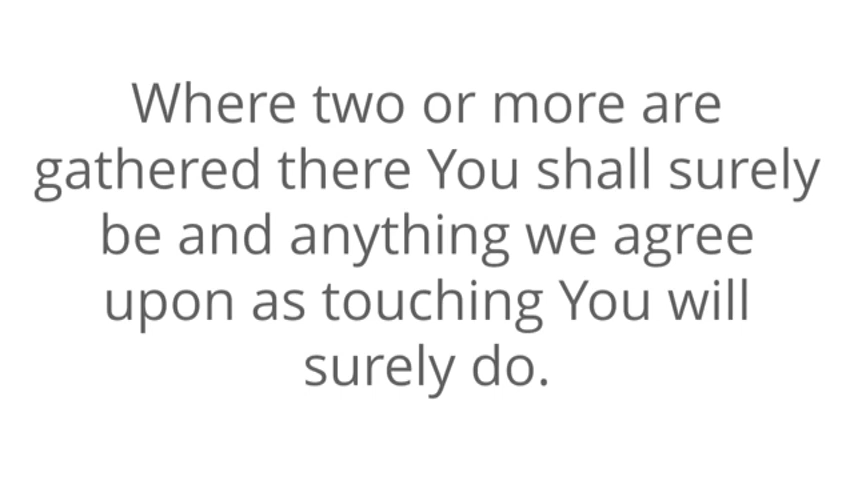 Where two or more are
gathered there You shall surely
be and anything we agree
upon as touching You will
surely do.